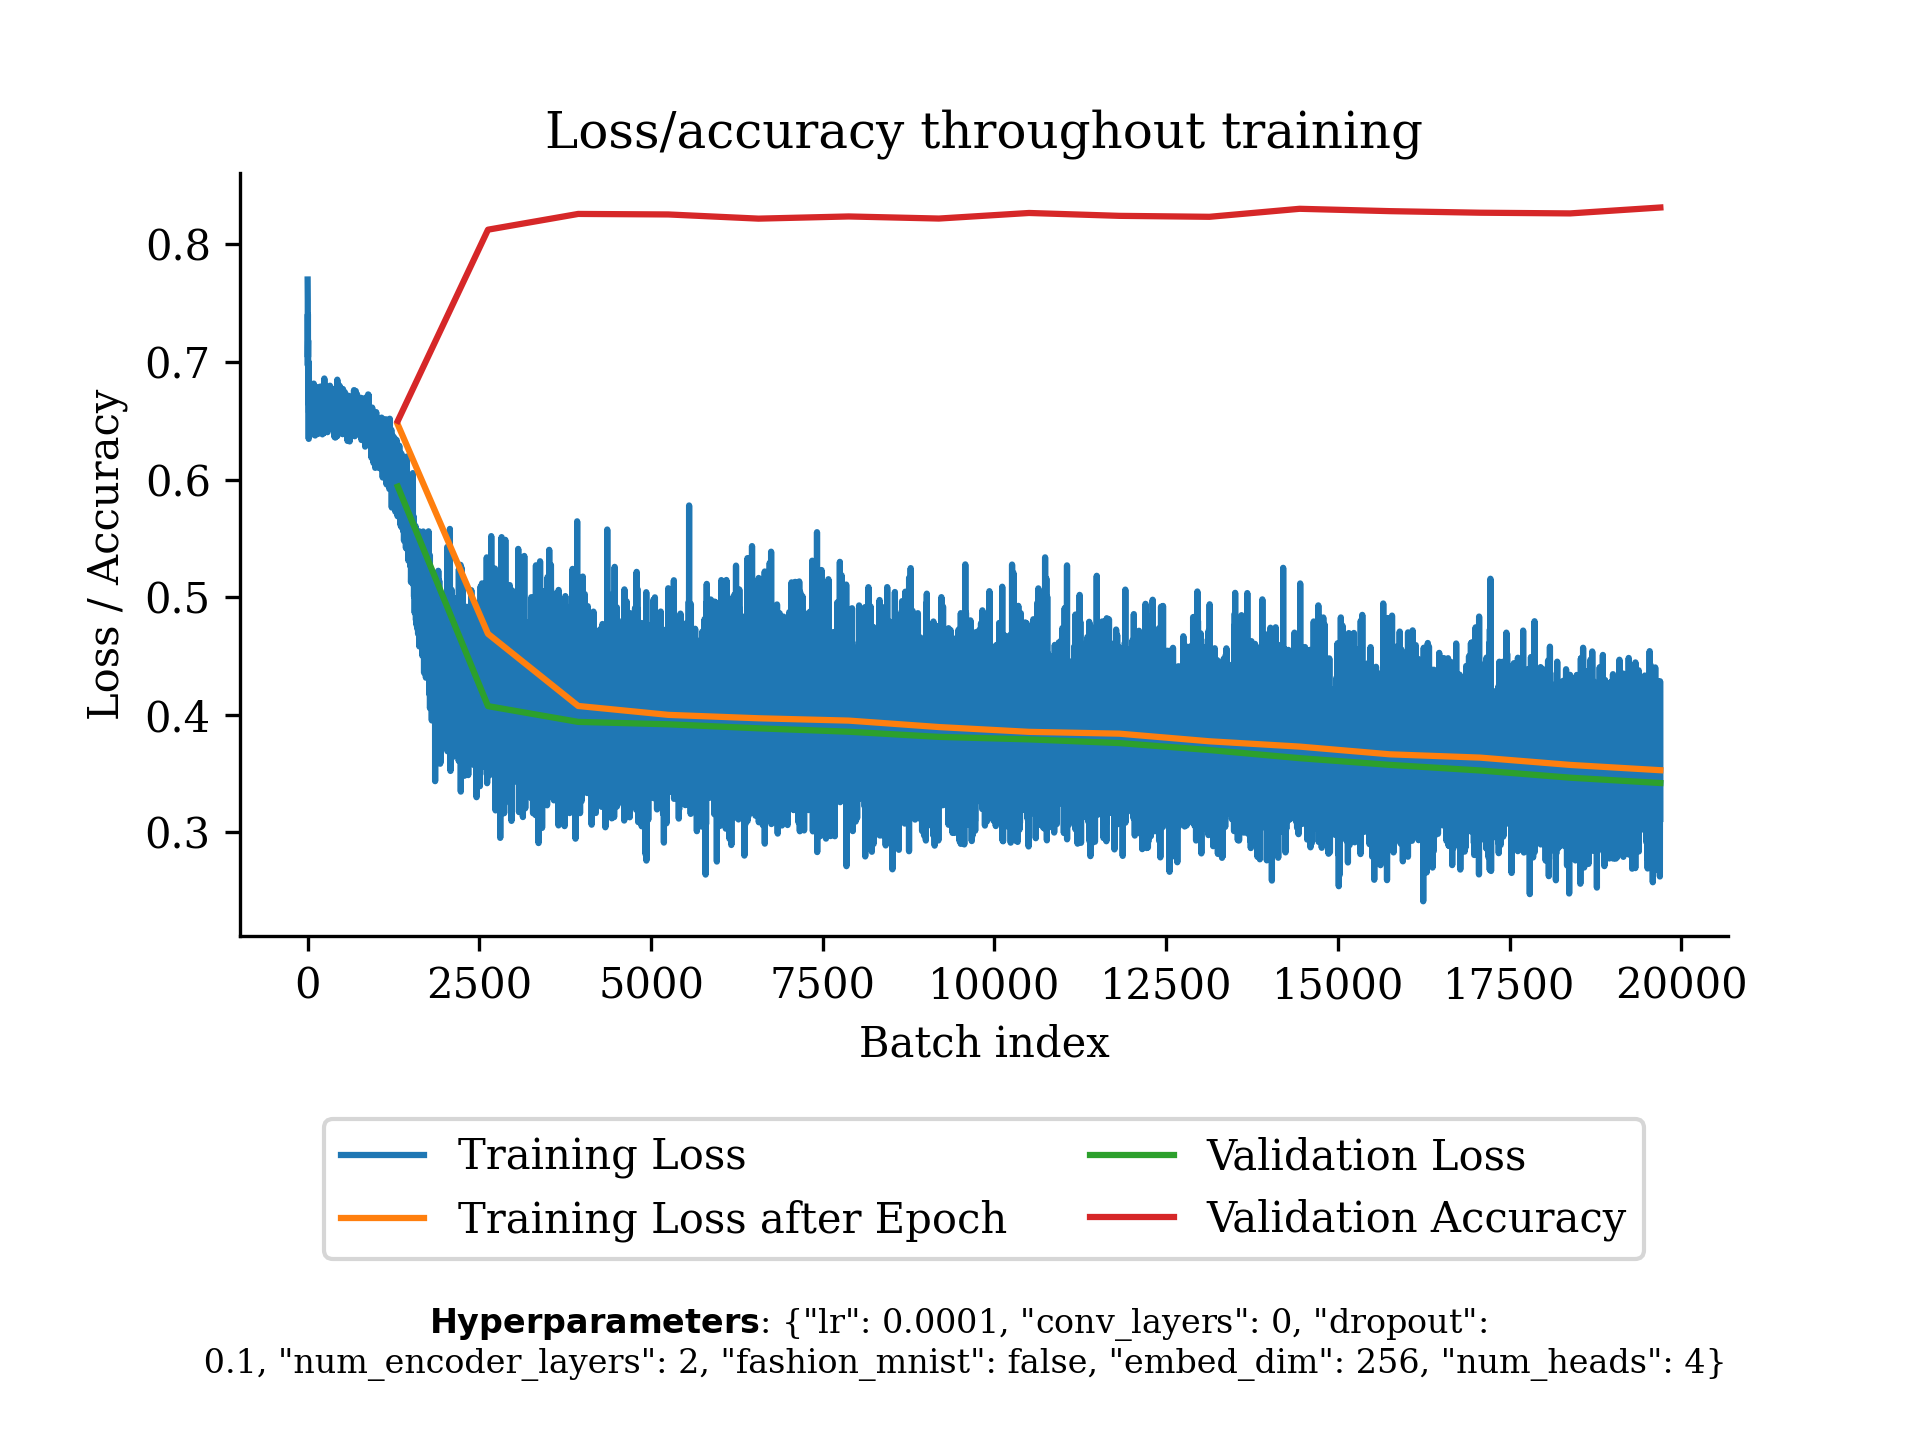 Loss/accuracy throughout training
Loss / Accuracy
0.8
0.7
0.6
0.5
0.4
0.3
0 2500 5000 7500 10000 12500 15000 17500 20000
Batch index
Training Loss
Training Loss after Epoch
Validation Loss
Validation Accuracy
Hyperparameters: {"lr": 0.0001, "conv_layers": 0, "dropout":
0.1, "num_encoder_layers": 2, "fashion_mnist": false, "embed_dim": 256, "num_heads": 4}